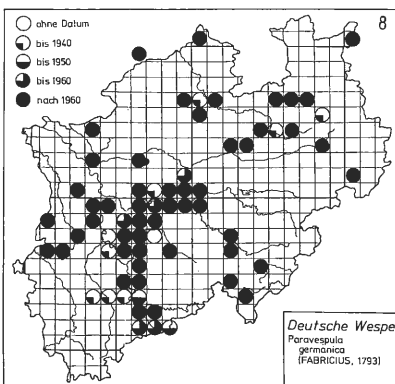 8
ohne Datum
bis 1940
bis 1950
bis 1960
nach 1960
Deutsche Wespe
Paravespula
germanica
(FABRICIUS, 1793)